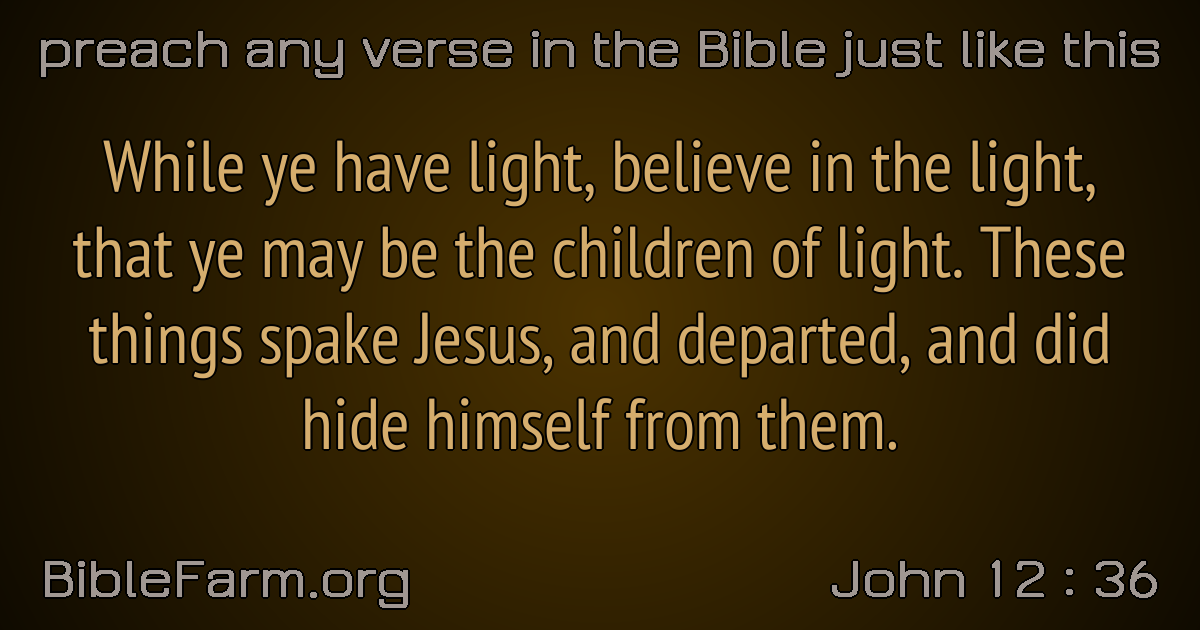 preach any verse in the Bible just like this
While ye have light, believe in the light,
that ye may be the children of light. These
things spake Jesus, and departed, and did
hide himself from them.
BibleFarm.org
John 12 : 36